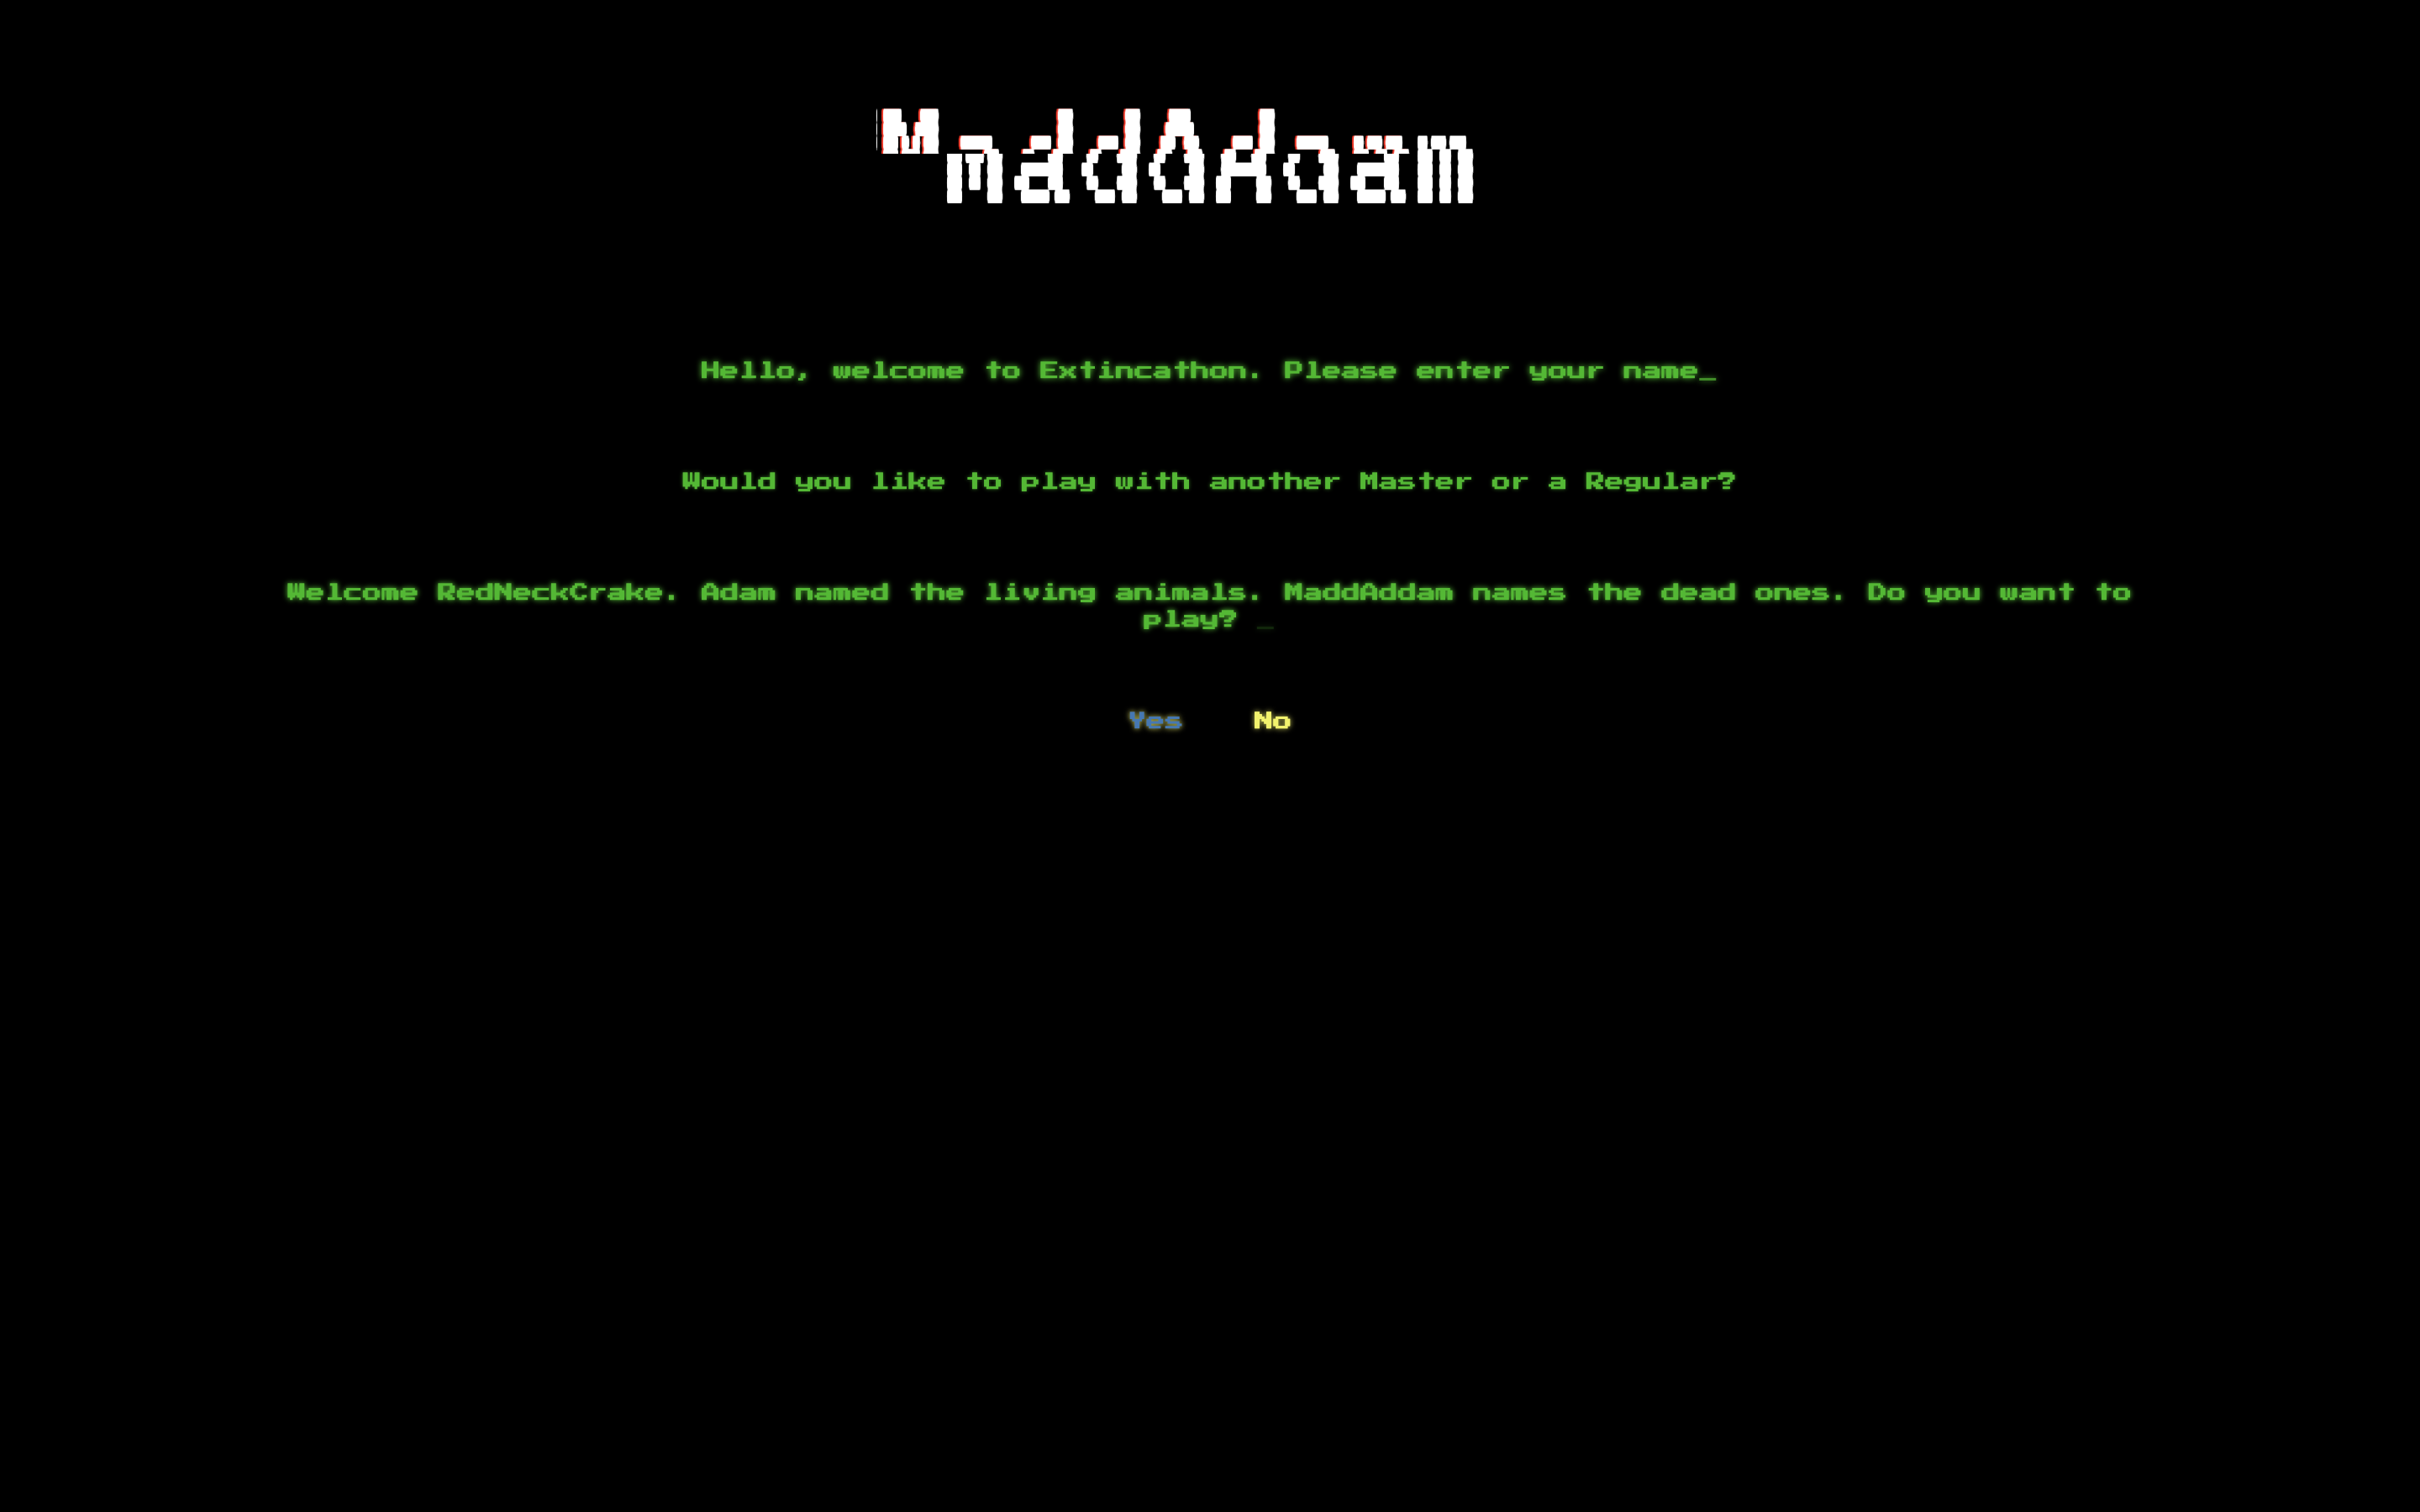 MaddAdam
Hello, welcome to Extincathon. Please enter your name_
Would you like to play with another Master or a Regular?
Welcome RedNeckCrake. Adam named the living animals. MaddAddam names the dead ones. Do you want to
play? _
Yes No